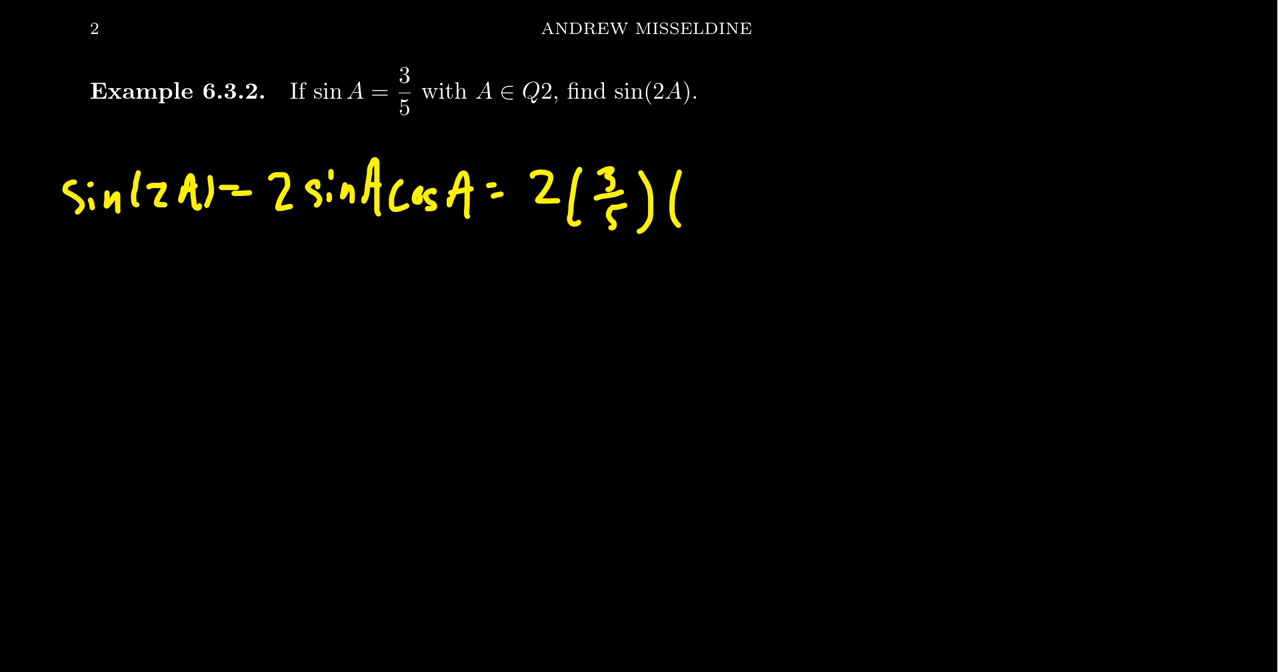 2 ANDREW MISSELDINE
Example 6.3.2. If sin A = 3/5 with A ∈ Q2, find sin(2A).
sin(2A) = 2 sin A cos A = 2(3/5)(